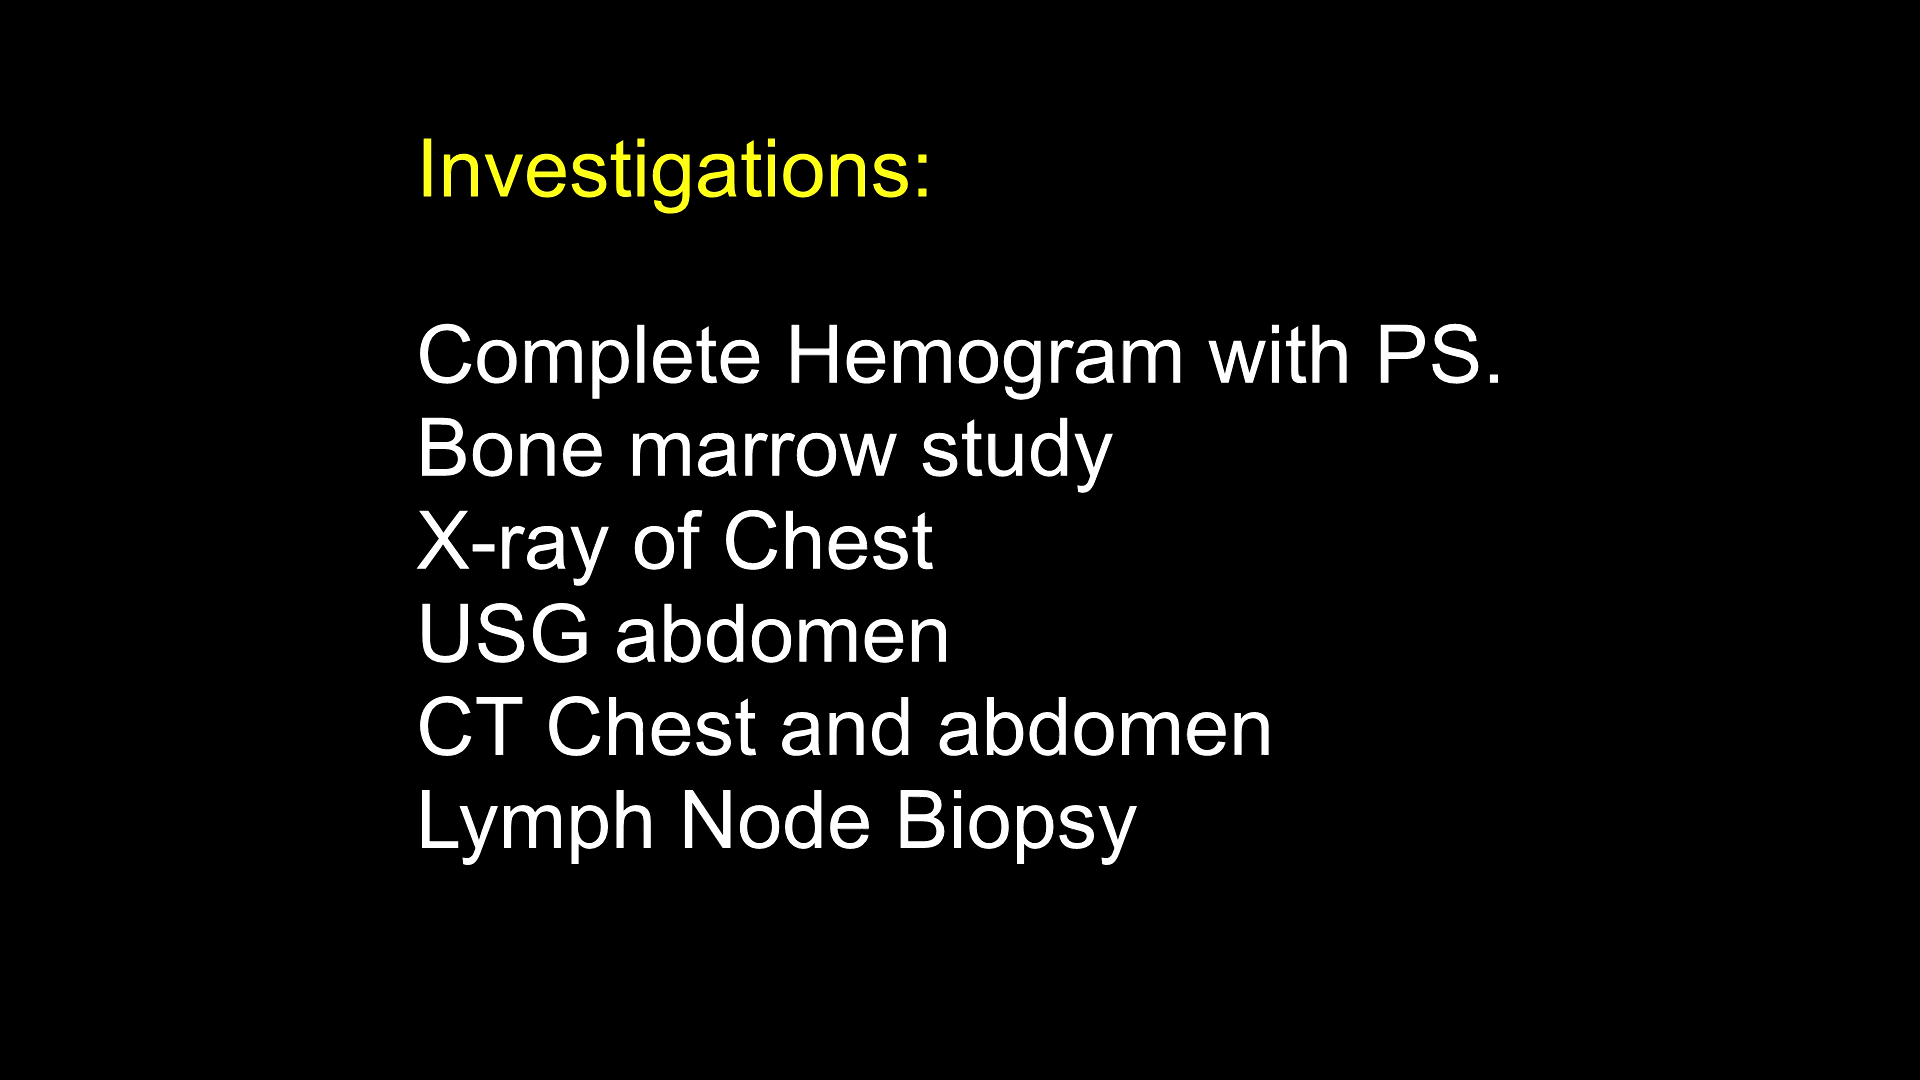 Investigations:
Complete Hemogram with PS.
Bone marrow study
X-ray of Chest
USG abdomen
CT Chest and abdomen
Lymph Node Biopsy